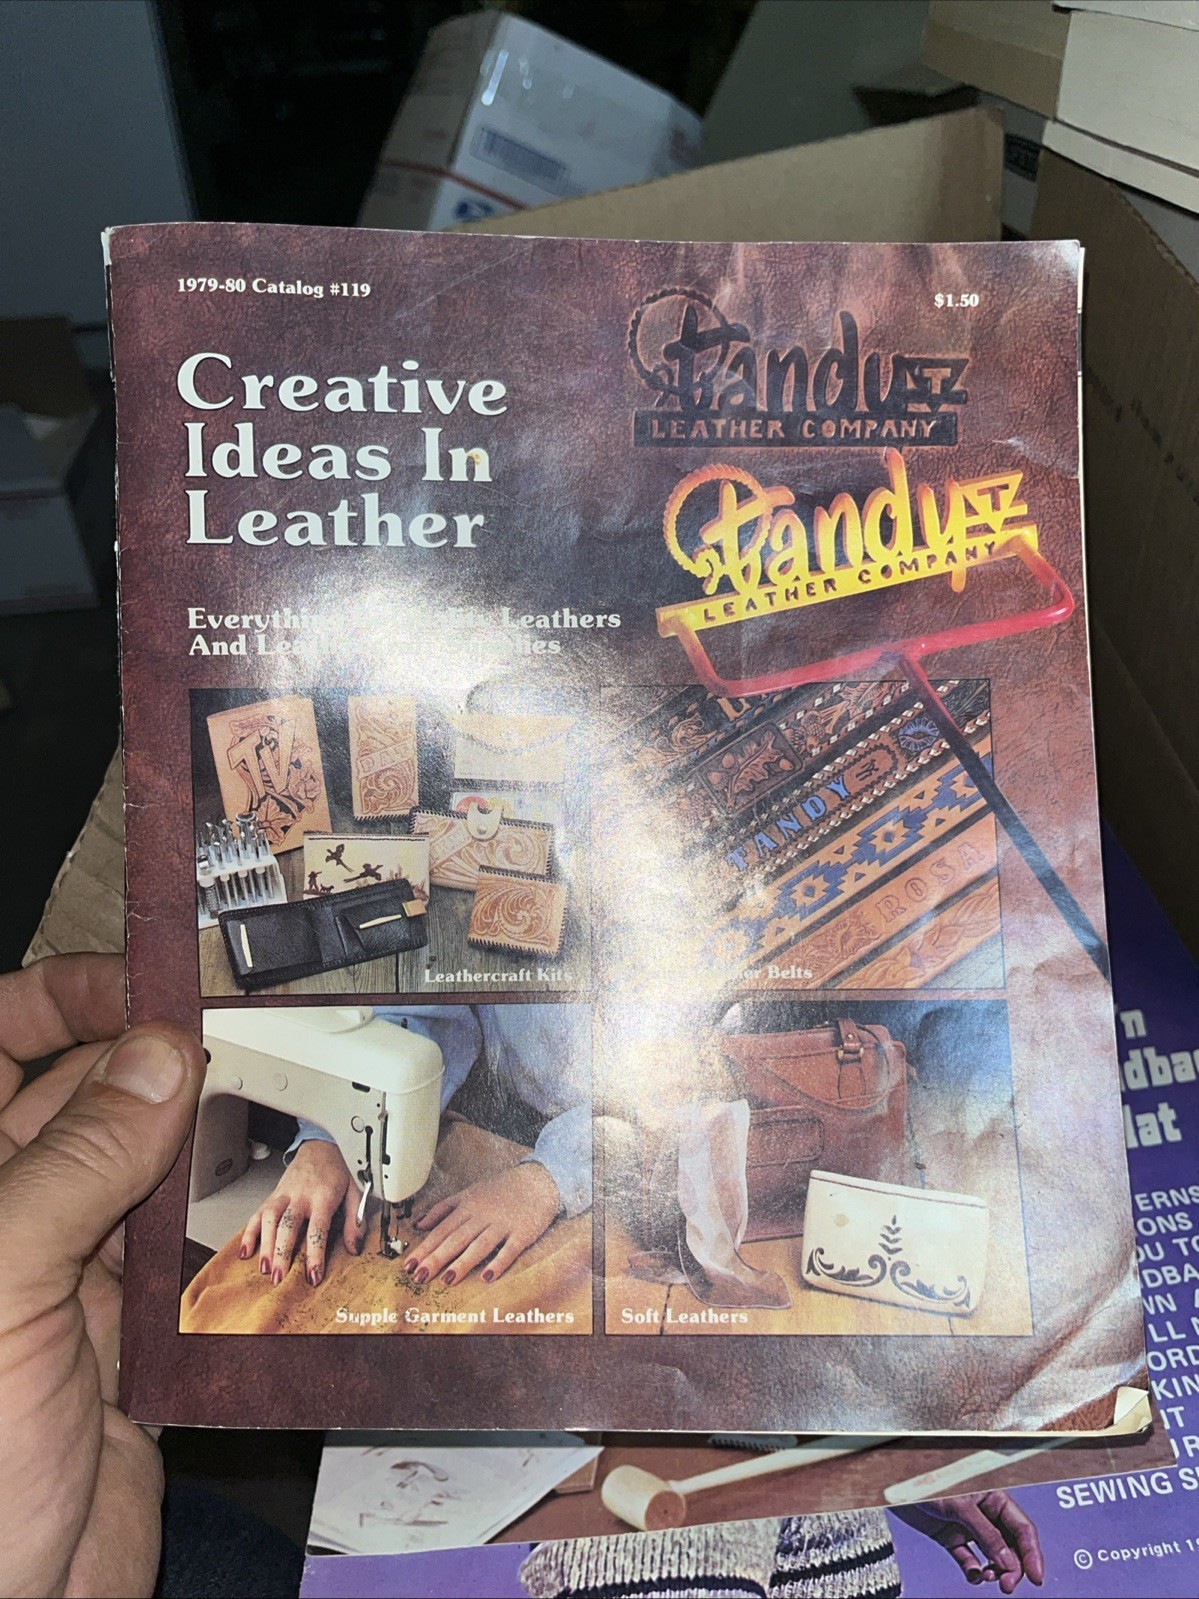 1979-80 Catalog #119
$1.50
Creative
Ideas In
Leather
tandy
LEATHER COMPANY
tandy
LEATHER COMPANY
Leathers
And
DALE
TANDY
ROSA
Leathercraft Kits
Belts
Supple Garment Leathers
Soft Leathers
SEWING
© Copyright